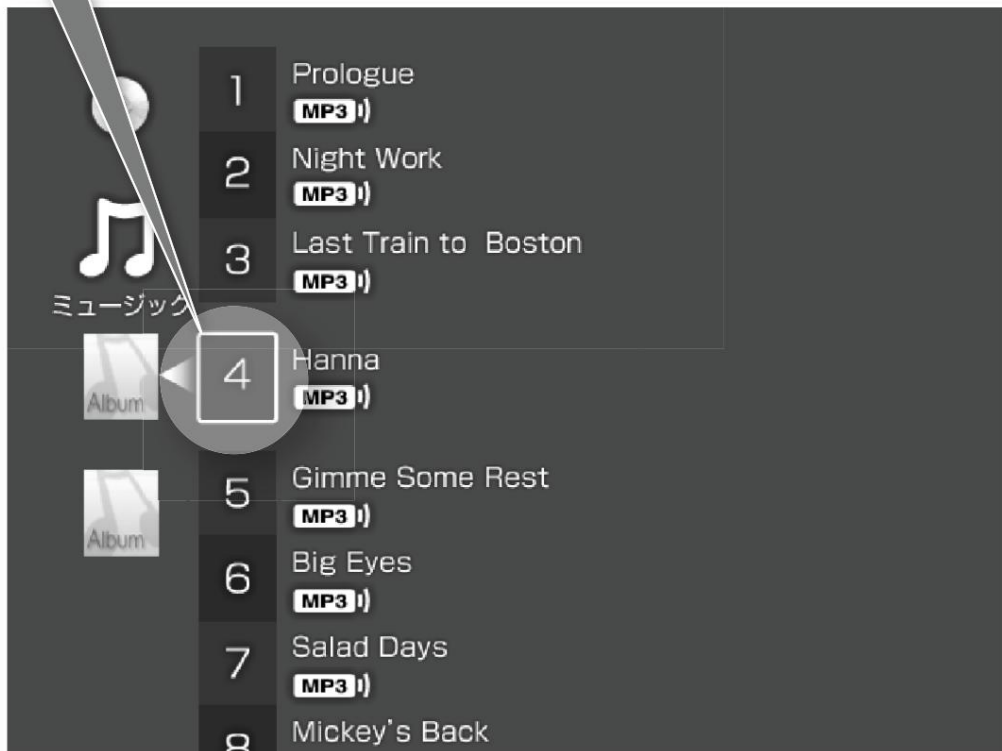 1 Prologue
MP3
2 Night Work
MP3
3 Last Train to Boston
MP3
ミュージック
Album
4 Hanna
MP3
Album
5 Gimme Some Rest
MP3
6 Big Eyes
MP3
7 Salad Days
MP3
8 Mickey's Back